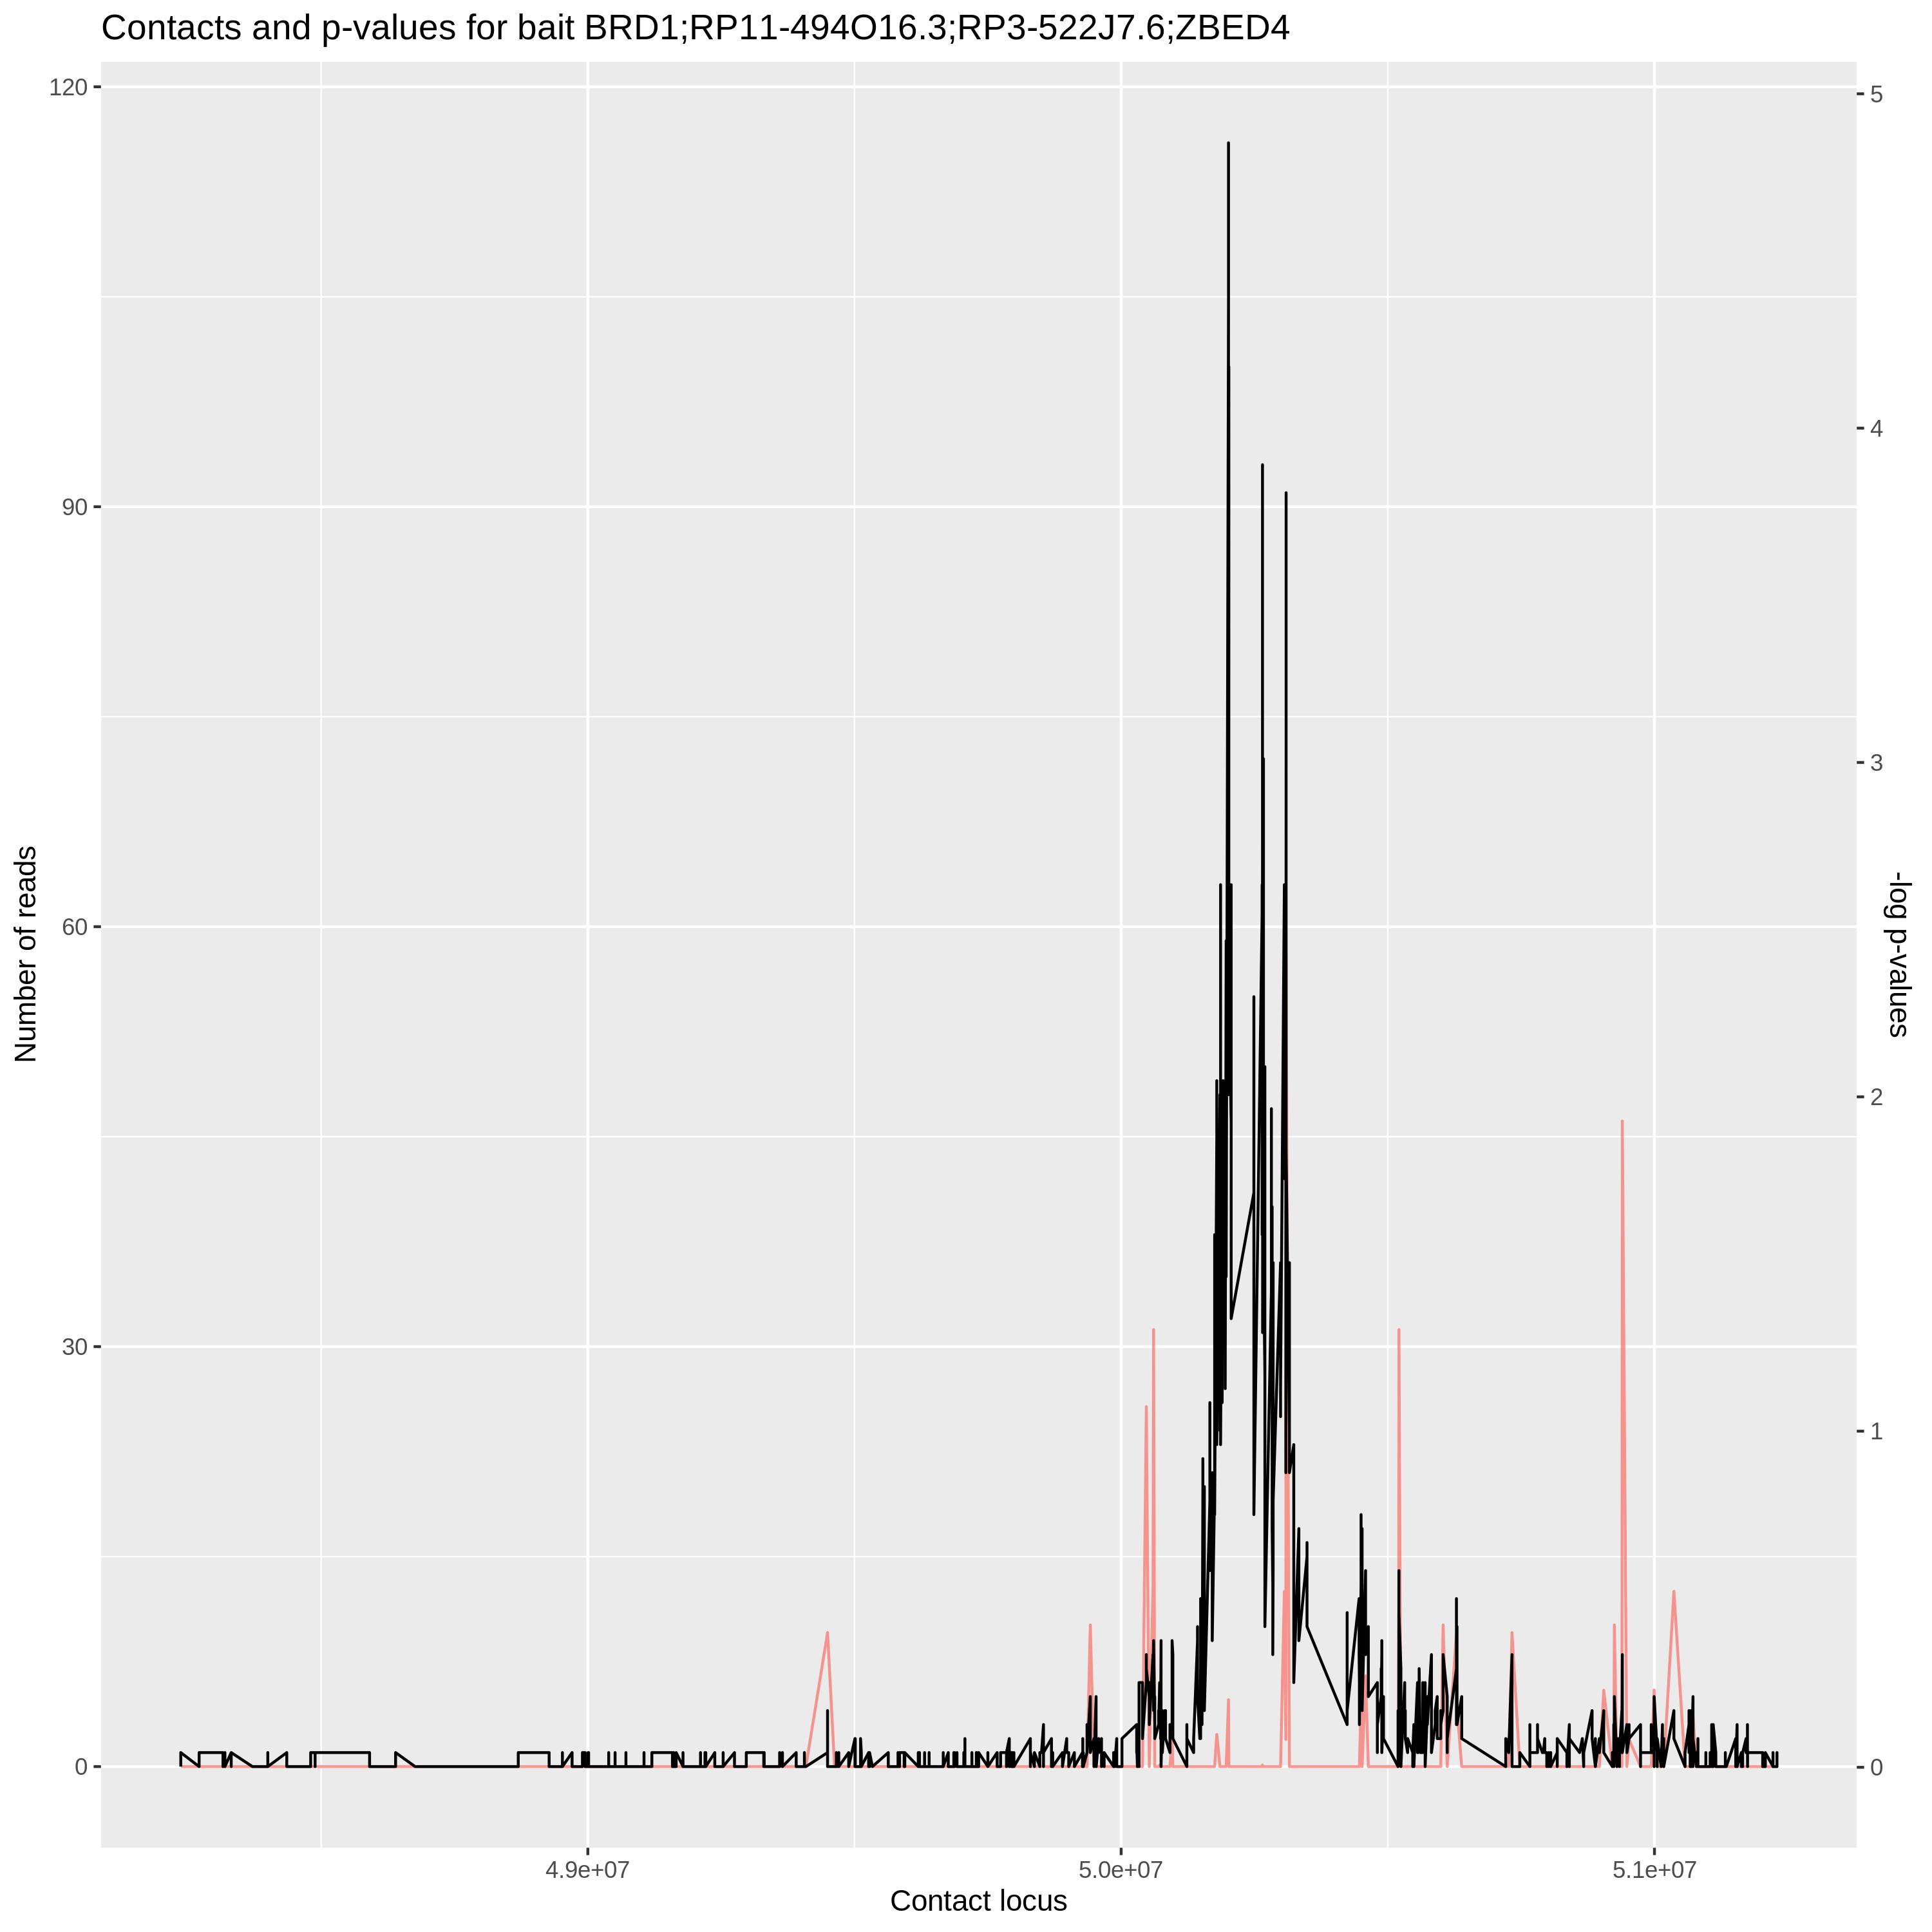 Contacts and p-values for bait BRD1;RP11-494O16.3;RP3-522J7.6;ZBED4
120
90
60
30
0
Number of reads
5
4
3
2
1
0
-log p-values
4.9e+07 5.0e+07 5.1e+07
Contact locus